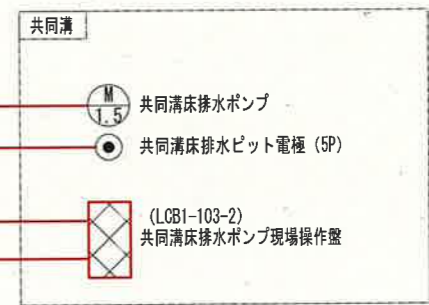 共同溝
M
1.5
共同溝床排水ポンプ
共同溝床排水ピット電極 (5P)
(LCB1-103-2)
共同溝床排水ポンプ現場操作盤